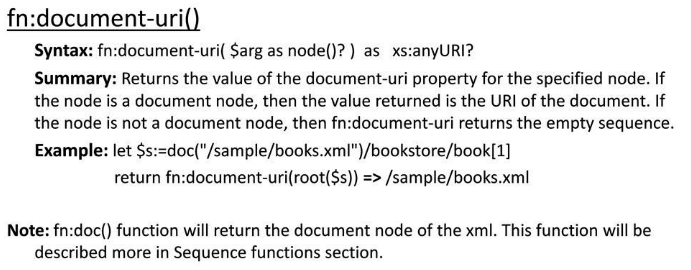 fn:document-uri()
Syntax: fn:document-uri( $arg as node()? ) as xs:anyURI?
Summary: Returns the value of the document-uri property for the specified node. If
the node is a document node, then the value returned is the URI of the document. If
the node is not a document node, then fn:document-uri returns the empty sequence.
Example: let $s:=doc("/sample/books.xml")/bookstore/book[1]
return fn:document-uri(root($s)) => /sample/books.xml
Note: fn:doc() function will return the document node of the xml. This function will be
described more in Sequence functions section.